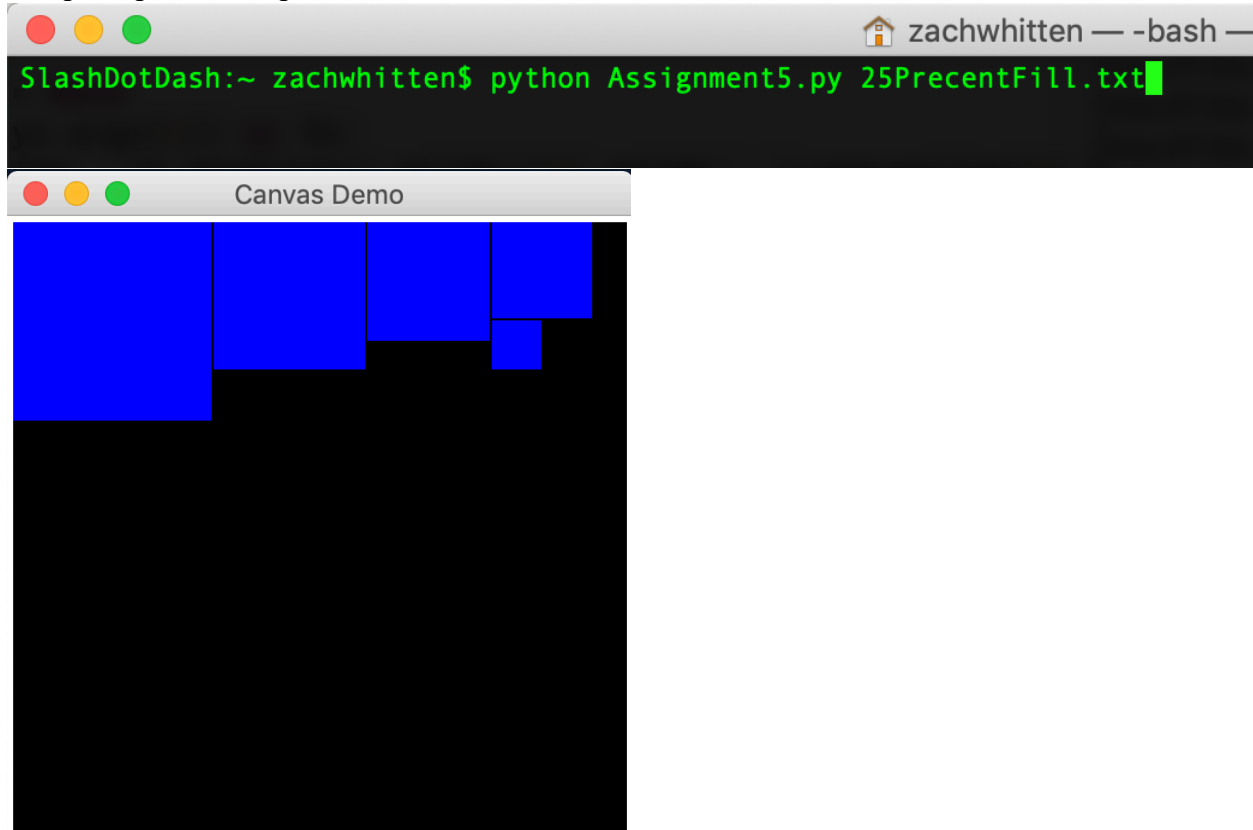 zachwhitten — -bash —
SlashDotDash:~ zachwhitten$ python Assignment5.py 25PrecentFill.txt
Canvas Demo